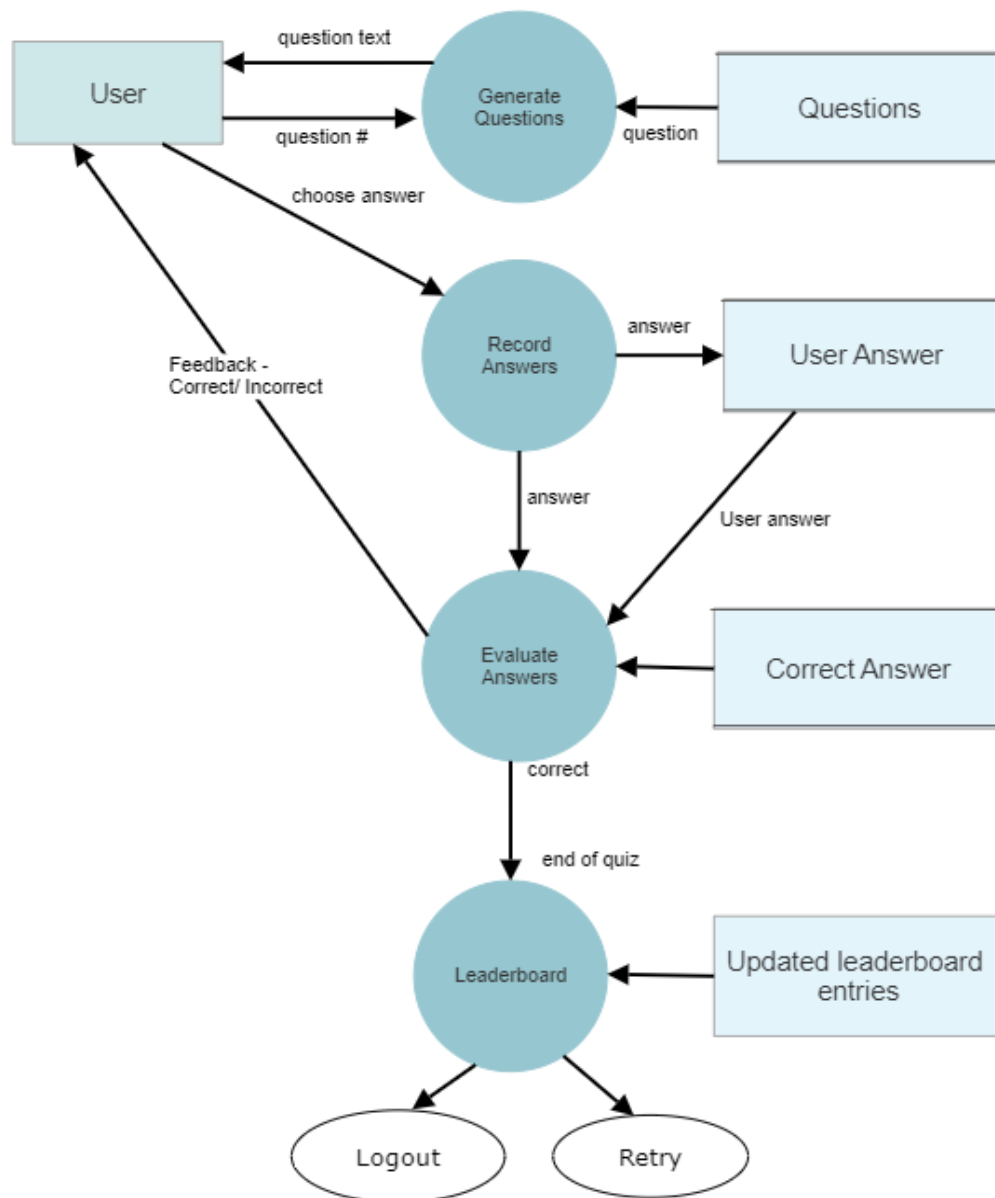 question text
User
Generate
Questions
Questions
question #
question
choose answer
answer
Record
Answers
User Answer
Feedback -
Correct/ Incorrect
answer
User answer
Evaluate
Answers
Correct Answer
correct
end of quiz
Leaderboard
Updated leaderboard
entries
Logout
Retry